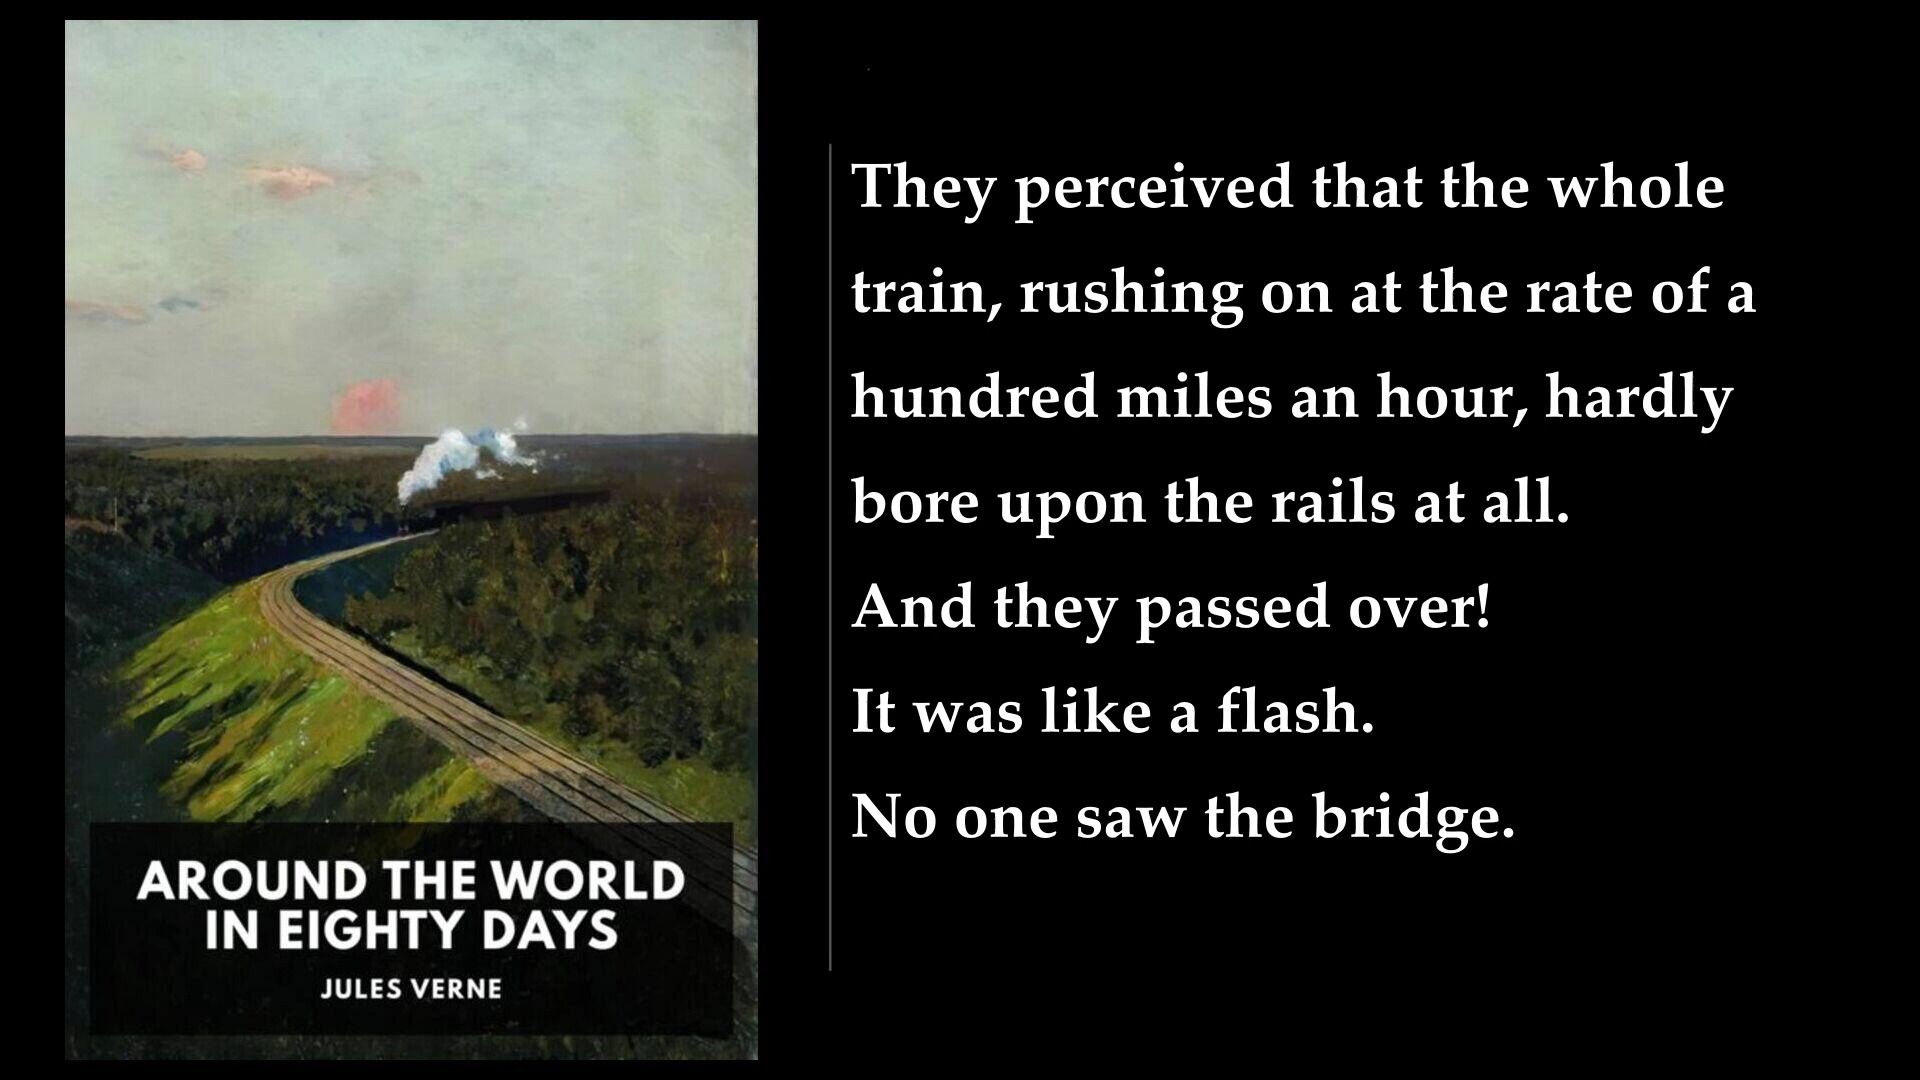 They perceived that the whole
train, rushing on at the rate of a
hundred miles an hour, hardly
bore upon the rails at all.
And they passed over!
It was like a flash.
No one saw the bridge.
AROUND THE WORLD
IN EIGHTY DAYS
JULES VERNE